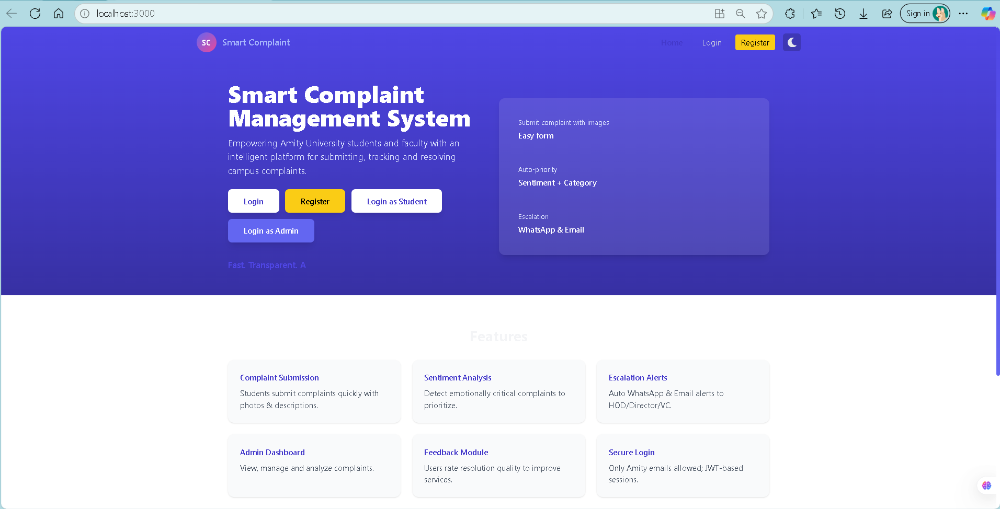 localhost:3000
Sign in
SC
Smart Complaint
Home
Login
Register
Smart Complaint
Management System
Empowering Amity University students and faculty with an
intelligent platform for submitting, tracking and resolving
campus complaints.
Login
Register
Login as Student
Login as Admin
Fast. Transparent. A
Submit complaint with images
Easy form
Auto-priority
Sentiment + Category
Escalation
WhatsApp & Email
Features
Complaint Submission
Students submit complaints quickly with
photos & descriptions.
Sentiment Analysis
Detect emotionally critical complaints to
prioritize.
Escalation Alerts
Auto WhatsApp & Email alerts to
HOD/Director/VC.
Admin Dashboard
View, manage and analyze complaints.
Feedback Module
Users rate resolution quality to improve
services.
Secure Login
Only Amity emails allowed; JWT-based
sessions.